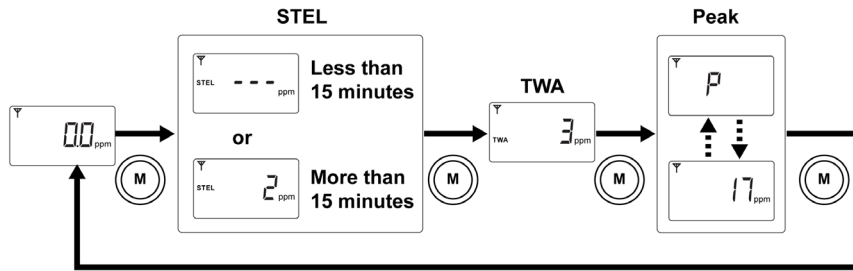 STEL
Peak
STEL - - - ppm
Less than
15 minutes
TWA
P
0.0 ppm
or
TWA 3 ppm
M
M
M
M
STEL 2 ppm
More than
15 minutes
17 ppm